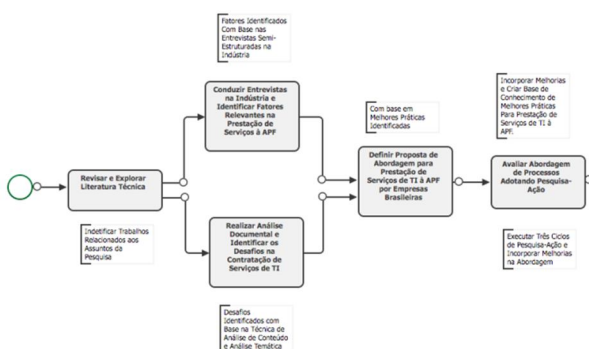 Fatores Identificados
Com Base nas
Entrevistas Semi-
Estruturadas na
Indústria
Conduzir Entrevistas
na Indústria e
Identificar Fatores
Relevantes na
Prestação de
Serviços à APF
Com base em
Melhores Práticas
Identificadas
Incorporar Melhorias
e Criar Base de
Conhecimento de
Melhores Práticas
Para Prestação de
Serviços de TI à
APF.
Revisar e Explorar
Literatura Técnica
Definir Proposta de
Abordagem para
Prestação de
Serviços de TI à APF
por Empresas
Brasileiras
Avaliar Abordagem
de Processos
Adotando Pesquisa-
Ação
Indetificar Trabalhos
Relacionados aos
Assuntos da
Pesquisa
Realizar Análise
Documental e
Identificar os
Desafios na
Contratação de
Serviços de TI
Executar Três Ciclos
de Pesquisa-Ação e
Incorporar Melhorias
na Abordagem
Desafios
Identificados com
Base na Técnica de
Análise de Conteúdo
e Análise Temática